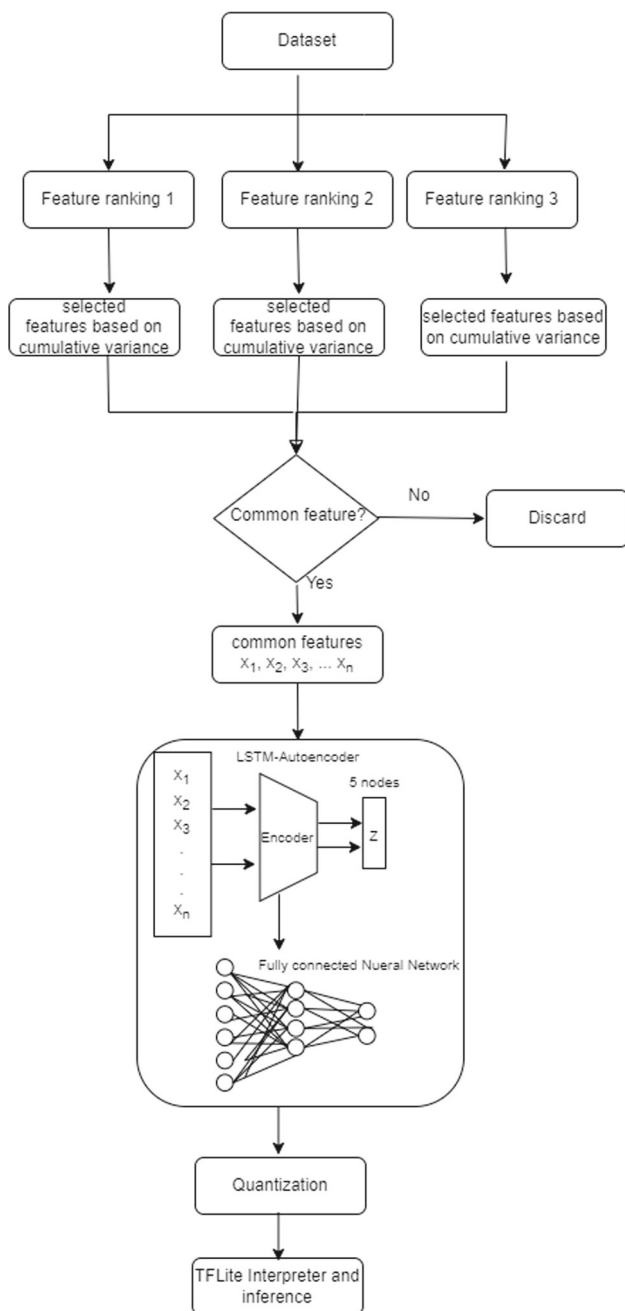 Dataset
Feature ranking 1
Feature ranking 2
Feature ranking 3
selected
features based on
cumulative variance
selected
features based on
cumulative variance
selected features based
on cumulative variance
Common feature?
No
Discard
Yes
common features
X₁, X₂, X₃, ... Xₙ
LSTM-Autoencoder
X₁
X₂
X₃
.
.
.
Xₙ
Encoder
5 nodes
Z
Fully connected Nueral Network
Quantization
TFLite Interpreter and
inference